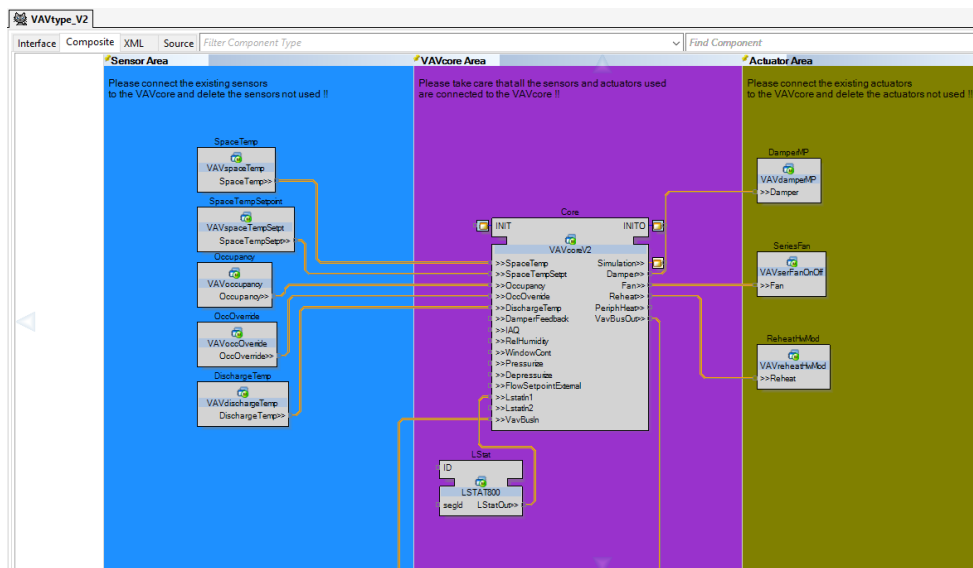 VAVtype_V2
Interface Composite XML Source Filter Component Type Find Component
Sensor Area
Please connect the existing sensors
to the VAVcore and delete the sensors not used !!
SpaceTemp
VAVspaceTemp
SpaceTemp>>
SpaceTempSetpoint
VAVspaceTempSetpt
SpaceTempSetpt>>
Occupancy
VAVoccupancy
Occupancy>>
OccOverride
VAVoccOverride
OccOverride>>
DischargeTemp
VAVdischargeTemp
DischargeTemp>>
VAVcore Area
Please take care that all the sensors and actuators used
are connected to the VAVcore !!
Core
INIT INITO
VAVcoreV2
>>SpaceTemp Simulation>>
>>SpaceTempSetpt Damper>>
>>Occupancy Fan>>
>>OccOverride Reheat>>
>>DischargeTemp PeriphHeat>>
>>DamperFeedback VavBusOut>>
>>IAQ
>>RelHumidity
>>WindowCont
>>Pressurize
>>Depressurize
>>FlowSetpointExternal
>>LstatIn1
>>LstatIn2
>>VavBusIn
LStat
ID
LSTAT800
segId LStatOut>>
Actuator Area
Please connect the existing actuators
to the VAVcore and delete the actuators not used !!
DamperMP
VAVdamperMP
>>Damper
SeriesFan
VAVserFanOnOff
>>Fan
ReheatHwMod
VAVreheatHwMod
>>Reheat